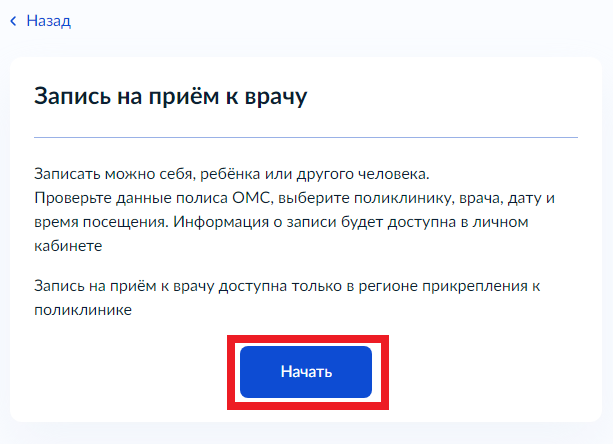 Назад
Запись на приём к врачу
Записать можно себя, ребёнка или другого человека.
Проверьте данные полиса ОМС, выберите поликлинику, врача, дату и
время посещения. Информация о записи будет доступна в личном
кабинете
Запись на приём к врачу доступна только в регионе прикрепления к
поликлинике
Начать